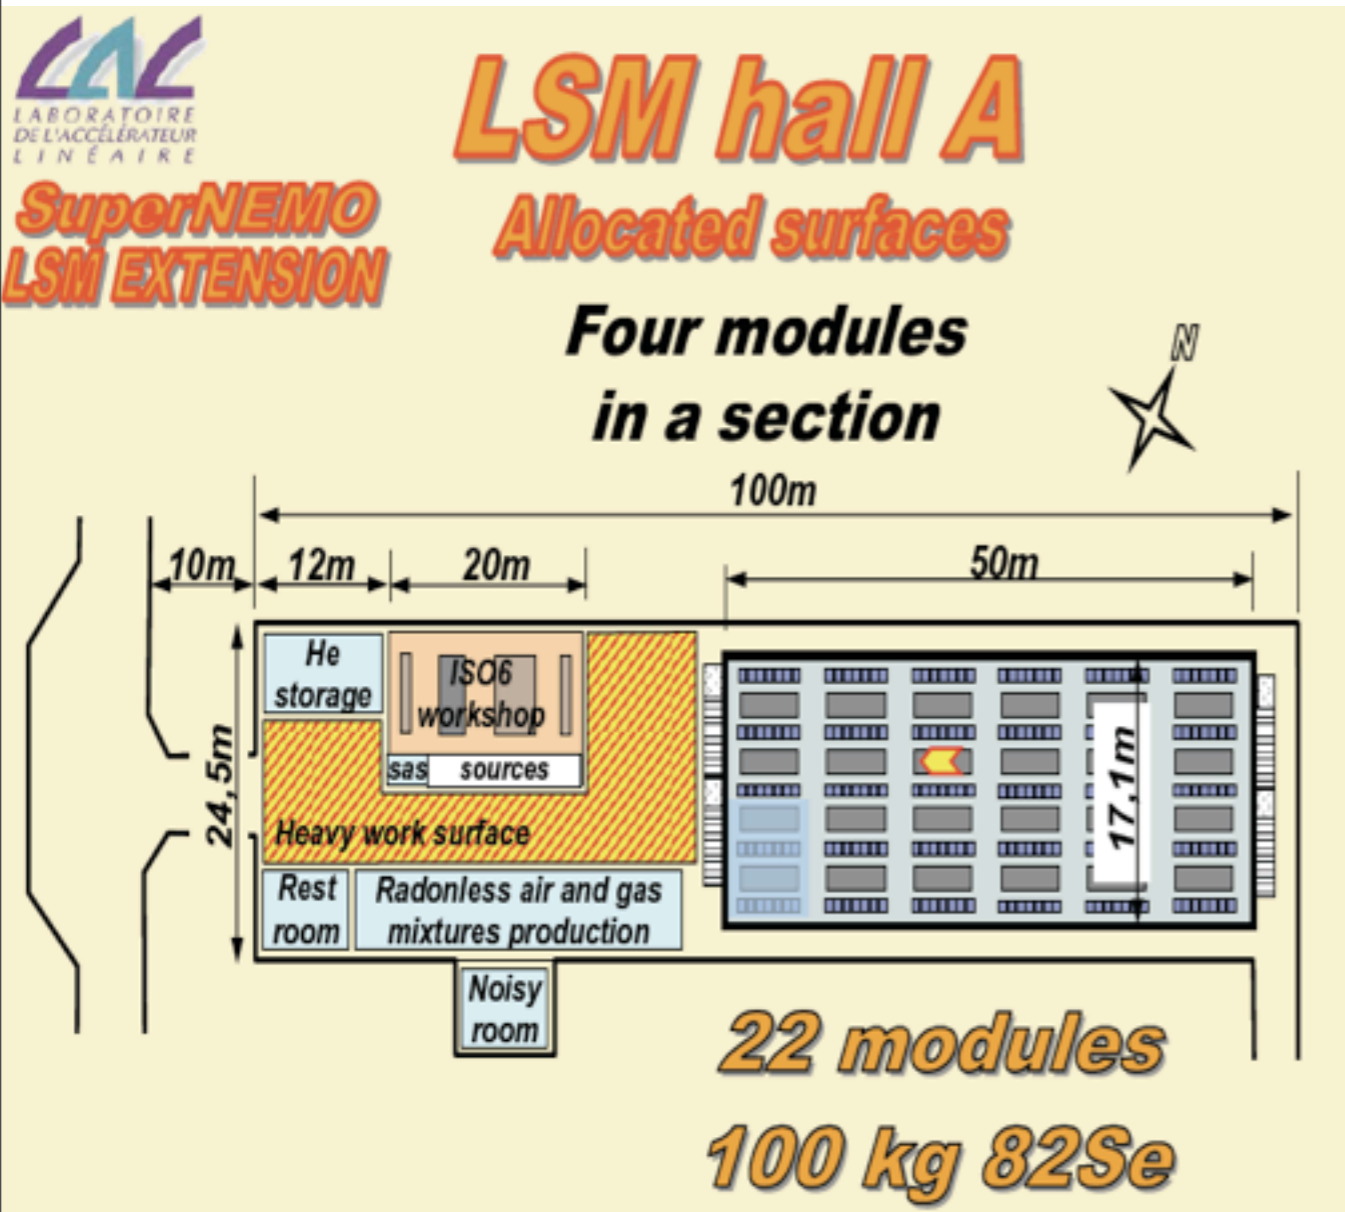 LABORATOIRE
DE L'ACCÉLÉRATEUR
LINÉAIRE
LSM hall A
SuperNEMO
LSM EXTENSION
Allocated surfaces
Four modules
in a section
N
100m
10m
12m
20m
50m
He
storage
ISO6
workshop
sas
sources
24,5m
17,1m
Heavy work surface
Rest
room
Radonless air and gas
mixtures production
Noisy
room
22 modules
100 kg 82Se